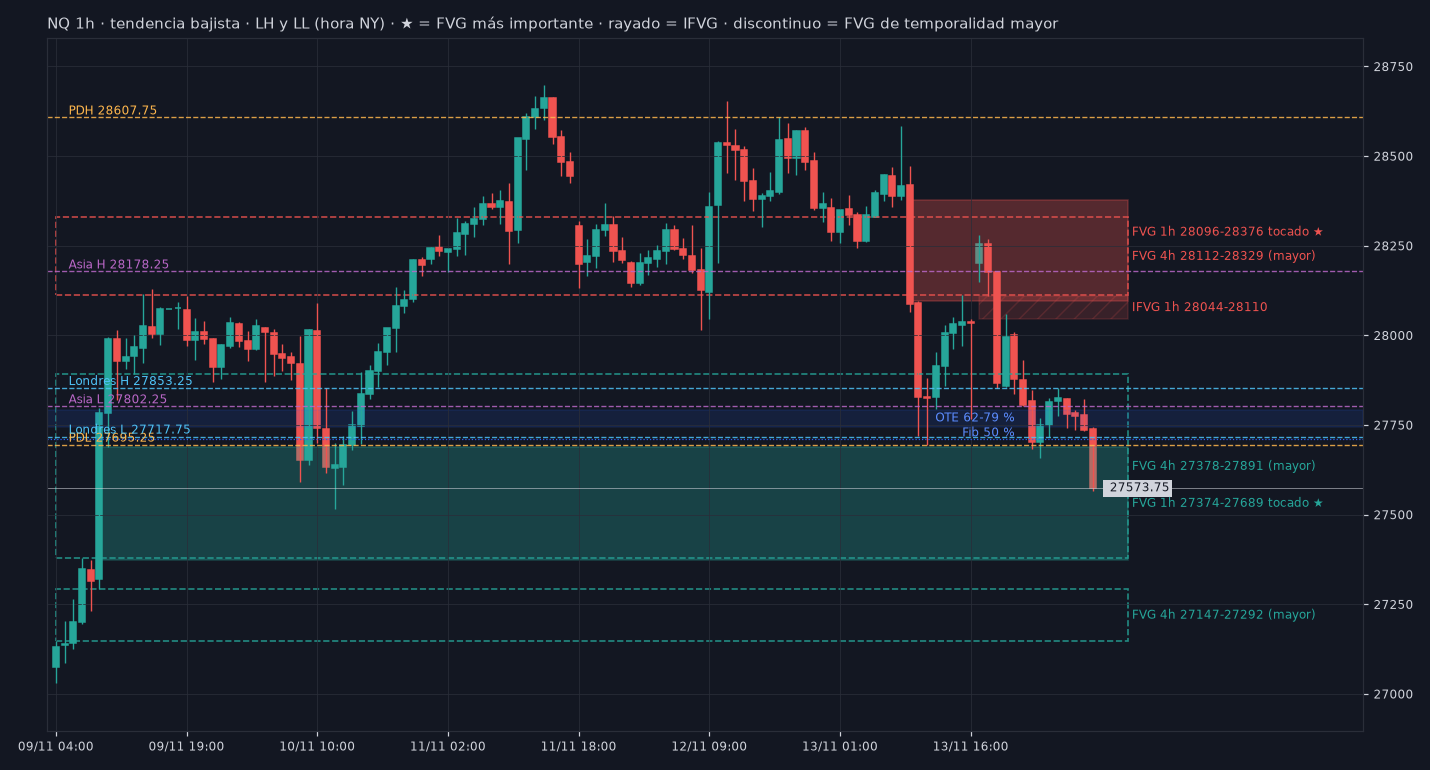 NQ 1h · tendencia bajista · LH y LL (hora NY) · ★ = FVG más importante · rayado = IFVG · discontinuo = FVG de temporalidad mayor
28750
PDH 28607.75
28500
FVG 1h 28096-28376 tocado ★
28250
FVG 4h 28112-28329 (mayor)
Asia H 28178.25
IFVG 1h 28044-28110
28000
Londres H 27853.25
Asia L 27802.25
OTE 62-79 %
27750
Londres L 27717.75
Fib 50 %
PDL 27695.25
FVG 4h 27378-27891 (mayor)
27573.75
FVG 1h 27374-27689 tocado ★
27500
27250
FVG 4h 27147-27292 (mayor)
27000
09/11 04:00
09/11 19:00
10/11 10:00
11/11 02:00
11/11 18:00
12/11 09:00
13/11 01:00
13/11 16:00